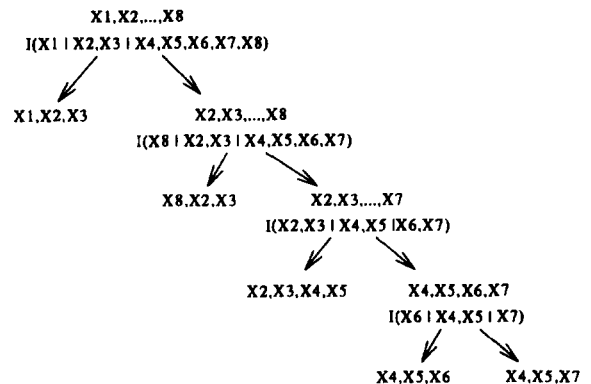 X1,X2,...,X8
I(X1 | X2,X3 | X4,X5,X6,X7,X8)
X1,X2,X3
X2,X3,...,X8
I(X8 | X2,X3 | X4,X5,X6,X7)
X8,X2,X3
X2,X3,...,X7
I(X2,X3 | X4,X5 |X6,X7)
X2,X3,X4,X5
X4,X5,X6,X7
I(X6 | X4,X5 | X7)
X4,X5,X6
X4,X5,X7